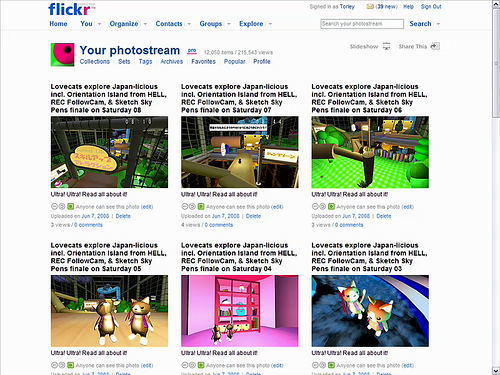 flickr
Signed in as Torley (39 new) Help Sign Out
Home You Organize Contacts Groups Explore
Search your photostream Search
Your photostream pro 12,050 items / 215,543 views
Slideshow Share This
Collections Sets Tags Archives Favorites Popular Profile
Lovecats explore Japan-licious incl. Orientation Island from HELL, REC FollowCam, & Sketch Sky Pens finale on Saturday 08
Ultra! Ultra! Read all about it!
Anyone can see this photo (edit)
Uploaded on Jun 7, 2008 | Delete
3 views / 0 comments
Lovecats explore Japan-licious incl. Orientation Island from HELL, REC FollowCam, & Sketch Sky Pens finale on Saturday 07
Ultra! Ultra! Read all about it!
Anyone can see this photo (edit)
Uploaded on Jun 7, 2008 | Delete
4 views / 0 comments
Lovecats explore Japan-licious incl. Orientation Island from HELL, REC FollowCam, & Sketch Sky Pens finale on Saturday 06
Ultra! Ultra! Read all about it!
Anyone can see this photo (edit)
Uploaded on Jun 7, 2008 | Delete
3 views / 0 comments
Lovecats explore Japan-licious incl. Orientation Island from HELL, REC FollowCam, & Sketch Sky Pens finale on Saturday 05
Ultra! Ultra! Read all about it!
Anyone can see this photo (edit)
Lovecats explore Japan-licious incl. Orientation Island from HELL, REC FollowCam, & Sketch Sky Pens finale on Saturday 04
Ultra! Ultra! Read all about it!
Anyone can see this photo (edit)
Lovecats explore Japan-licious incl. Orientation Island from HELL, REC FollowCam, & Sketch Sky Pens finale on Saturday 03
Ultra! Ultra! Read all about it!
Anyone can see this photo (edit)